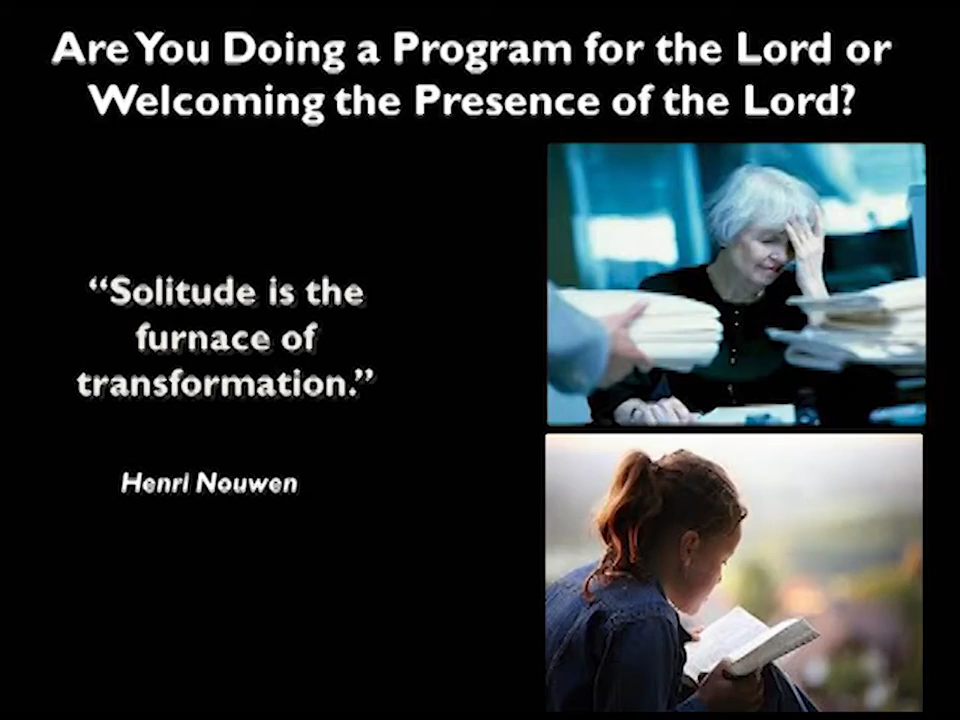 Are You Doing a Program for the Lord or
Welcoming the Presence of the Lord?
“Solitude is the
furnace of
transformation.”
Henri Nouwen